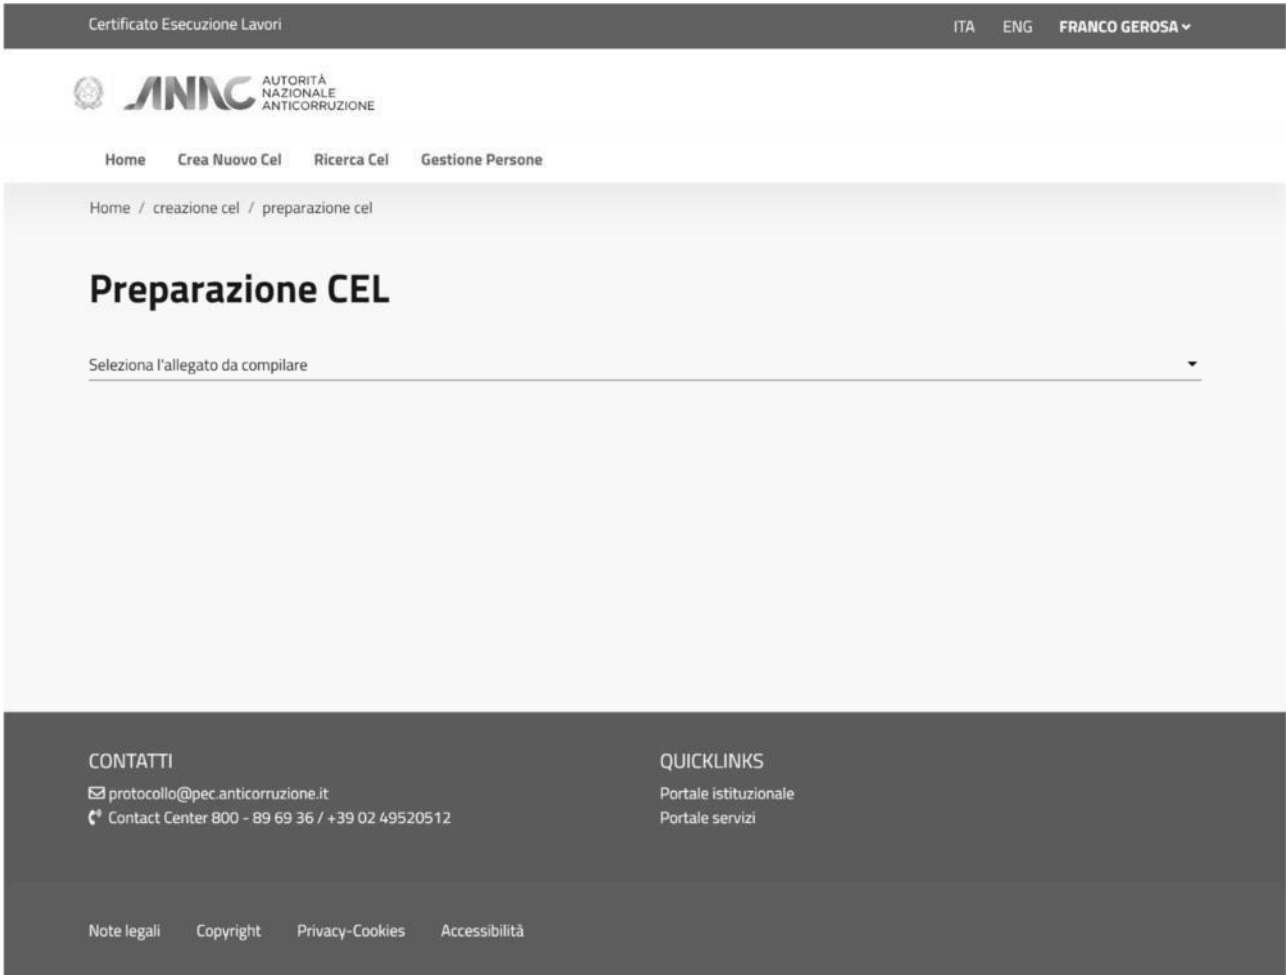 Certificato Esecuzione Lavori
ITA ENG FRANCO GEROSA
ANAC AUTORITÀ NAZIONALE ANTICORRUZIONE
Home Crea Nuovo Cel Ricerca Cel Gestione Persone
Home / creazione cel / preparazione cel
Preparazione CEL
Seleziona l'allegato da compilare
CONTATTI
protocollo@pec.anticorruzione.it
Contact Center 800 - 89 69 36 / +39 02 49520512
QUICKLINKS
Portale istituzionale
Portale servizi
Note legali Copyright Privacy-Cookies Accessibilità